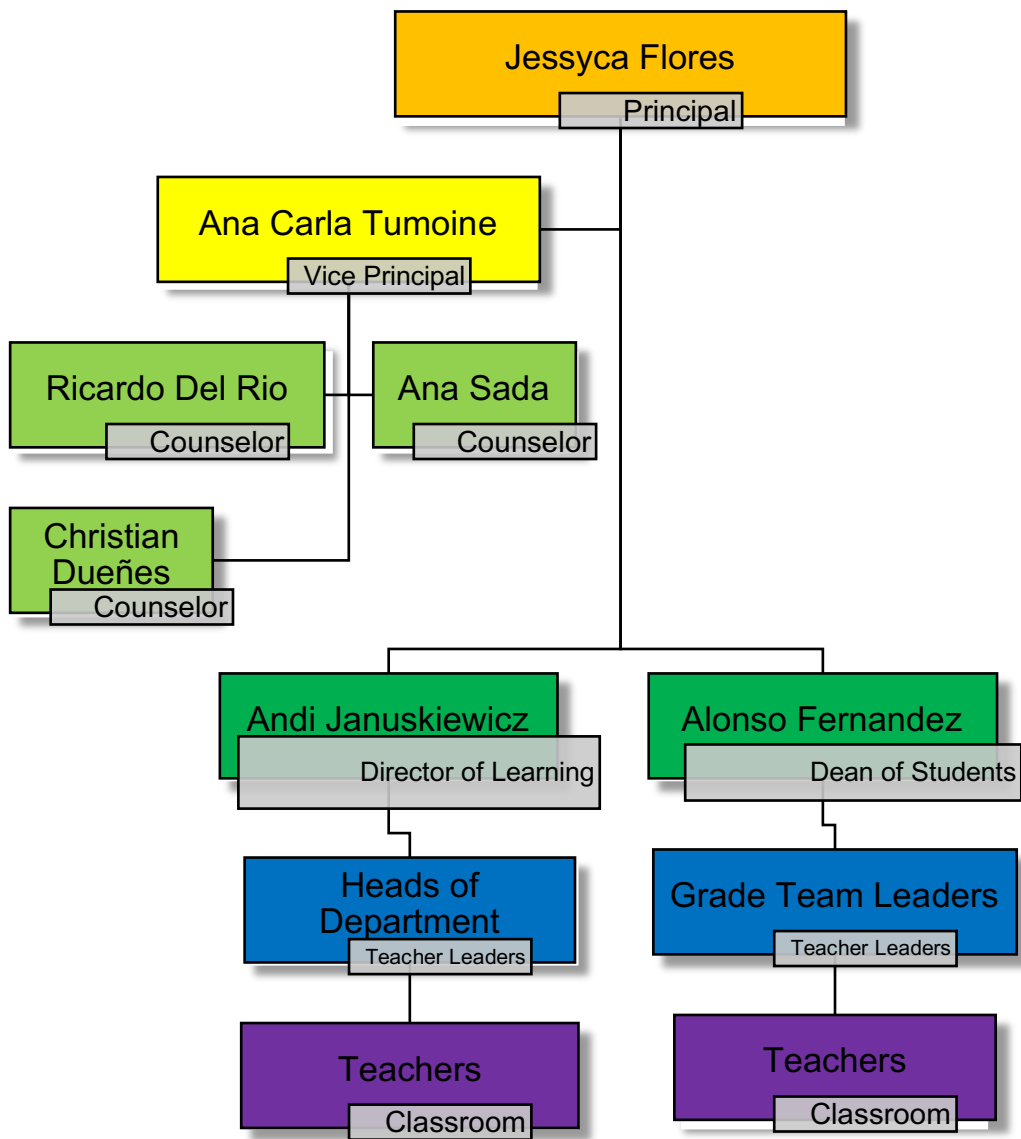 Jessyca Flores
Principal
Ana Carla Tumoine
Vice Principal
Ricardo Del Rio
Counselor
Ana Sada
Counselor
Christian
Dueñes
Counselor
Andi Januskiewicz
Director of Learning
Alonso Fernandez
Dean of Students
Heads of
Department
Teacher Leaders
Grade Team Leaders
Teacher Leaders
Teachers
Classroom
Teachers
Classroom